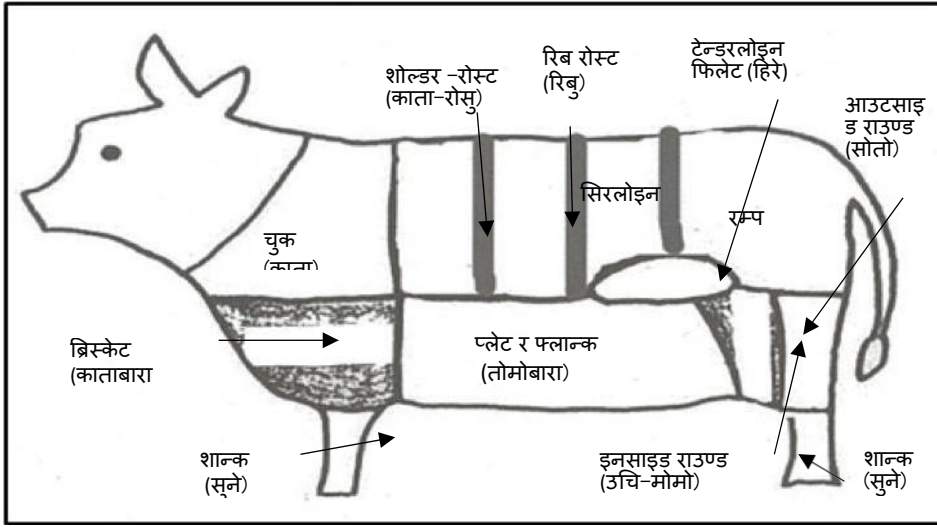 रिब रोस्ट
(रिबु)
टेन्डरलोइन
फिलेट (हिरे)
शोल्डर –रोस्ट
(काता–रोसु)
आउटसाइ
ड राउण्ड
(सोतो)
सिरलोइन
रम्प
चुक
(काता)
ब्रिस्केट
(काताबारा
प्लेट र फ्लान्क
(तोमोबारा)
शान्क
(सुने)
इनसाइड राउण्ड
(उचि–मोमो)
शान्क
(सुने)